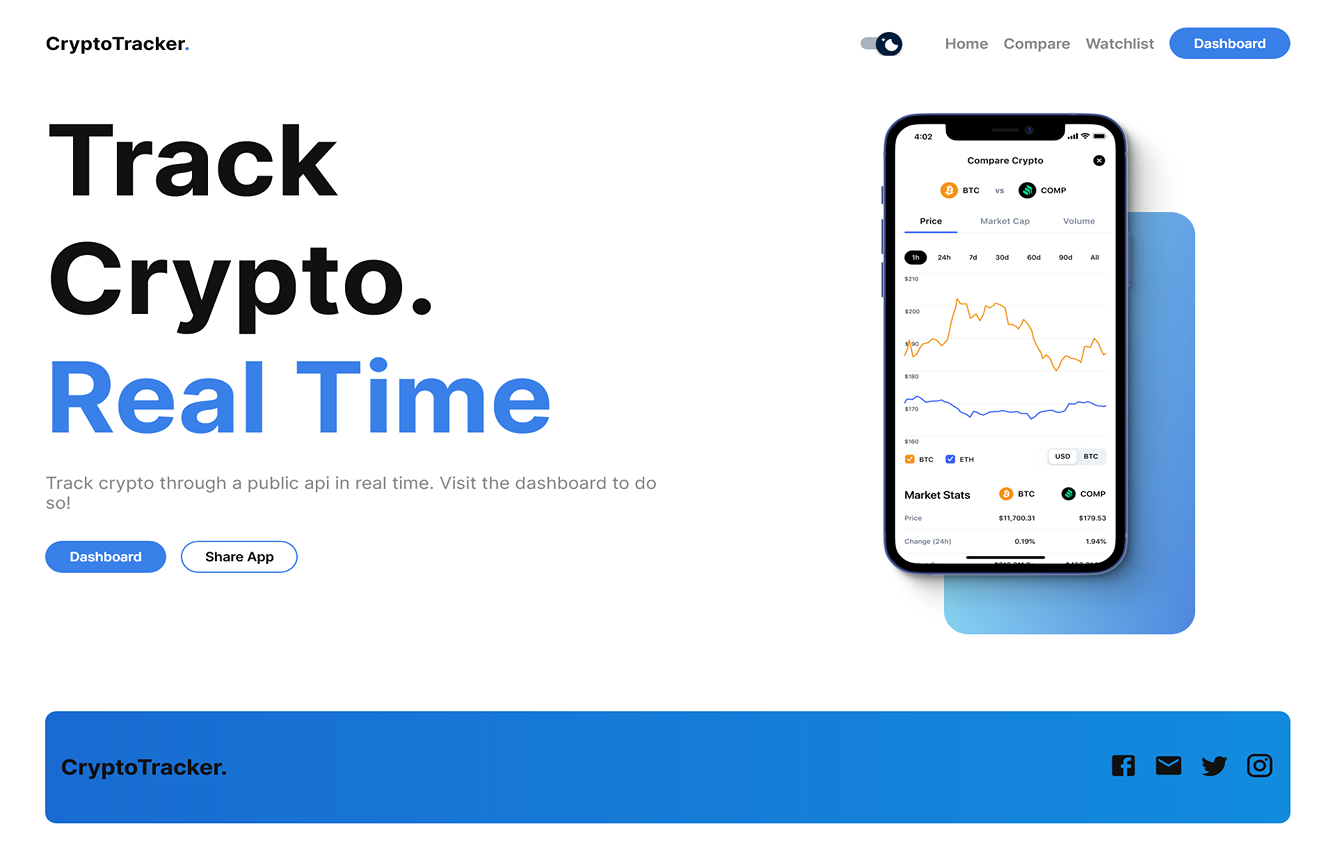 CryptoTracker.
Home Compare Watchlist Dashboard
Track
Crypto.
Real Time
Track crypto through a public api in real time. Visit the dashboard to do
so!
Dashboard Share App
4:02
Compare Crypto
BTC vs COMP
Price Market Cap Volume
1h 24h 7d 30d 60d 90d All
$210
$200
$190
$180
$170
$160
BTC ETH USD BTC
Market Stats BTC COMP
Price $11,700.31 $179.53
Change (24h) 0.19% 1.94%
CryptoTracker.